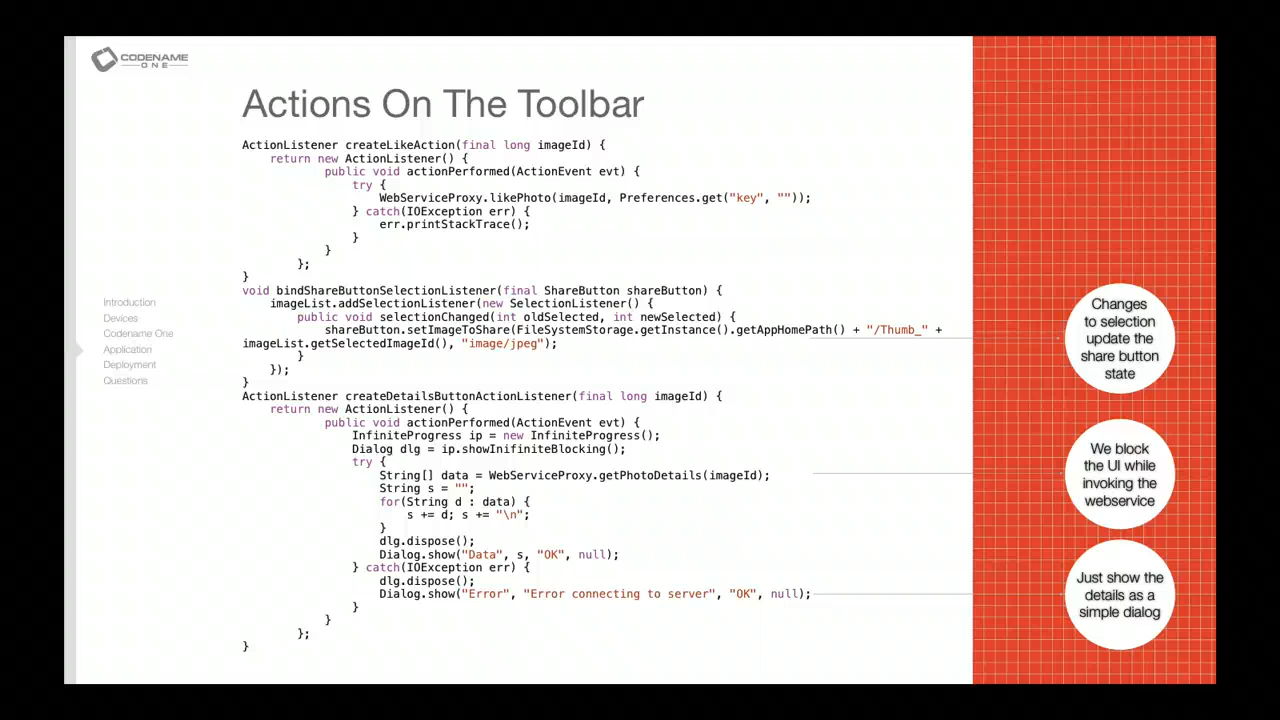 CODENAME
ONE
Actions On The Toolbar
ActionListener createLikeAction(final long imageId) {
return new ActionListener() {
public void actionPerformed(ActionEvent evt) {
try {
WebServiceProxy.likePhoto(imageId, Preferences.get("key", ""));
} catch(IOException err) {
err.printStackTrace();
}
}
};
}
void bindShareButtonSelectionListener(final ShareButton shareButton) {
imageList.addSelectionListener(new SelectionListener() {
public void selectionChanged(int oldSelected, int newSelected) {
shareButton.setImageToShare(FileSystemStorage.getInstance().getAppHomePath() + "/Thumb_" +
imageList.getSelectedImageId(), "image/jpeg");
}
});
}
ActionListener createDetailsButtonActionListener(final long imageId) {
return new ActionListener() {
public void actionPerformed(ActionEvent evt) {
InfiniteProgress ip = new InfiniteProgress();
Dialog dlg = ip.showInifiniteBlocking();
try {
String[] data = WebServiceProxy.getPhotoDetails(imageId);
String s = "";
for(String d : data) {
s += d; s += "\n";
}
dlg.dispose();
Dialog.show("Data", s, "OK", null);
} catch(IOException err) {
dlg.dispose();
Dialog.show("Error", "Error connecting to server", "OK", null);
}
}
};
}
Introduction
Devices
Codename One
Application
Deployment
Questions
Changes
to selection
update the
share button
state
We block
the UI while
invoking the
webservice
Just show the
details as a
simple dialog